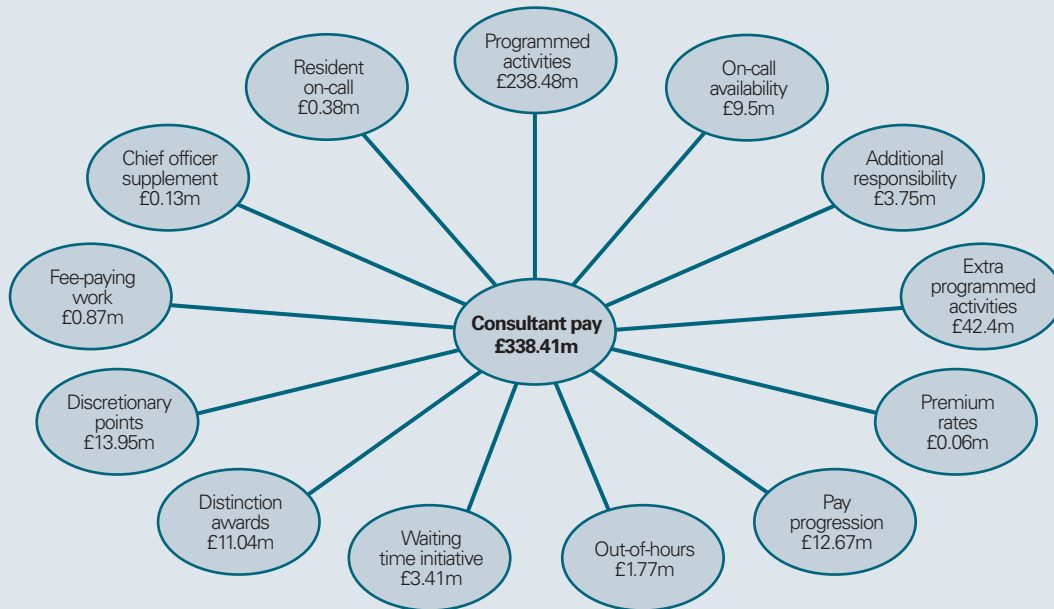 Programmed
activities
£238.48m
On-call
availability
£9.5m
Additional
responsibility
£3.75m
Extra
programmed
activities
£42.4m
Premium
rates
£0.06m
Pay
progression
£12.67m
Out-of-hours
£1.77m
Waiting
time initiative
£3.41m
Distinction
awards
£11.04m
Discretionary
points
£13.95m
Fee-paying
work
£0.87m
Chief officer
supplement
£0.13m
Resident
on-call
£0.38m
Consultant pay
£338.41m